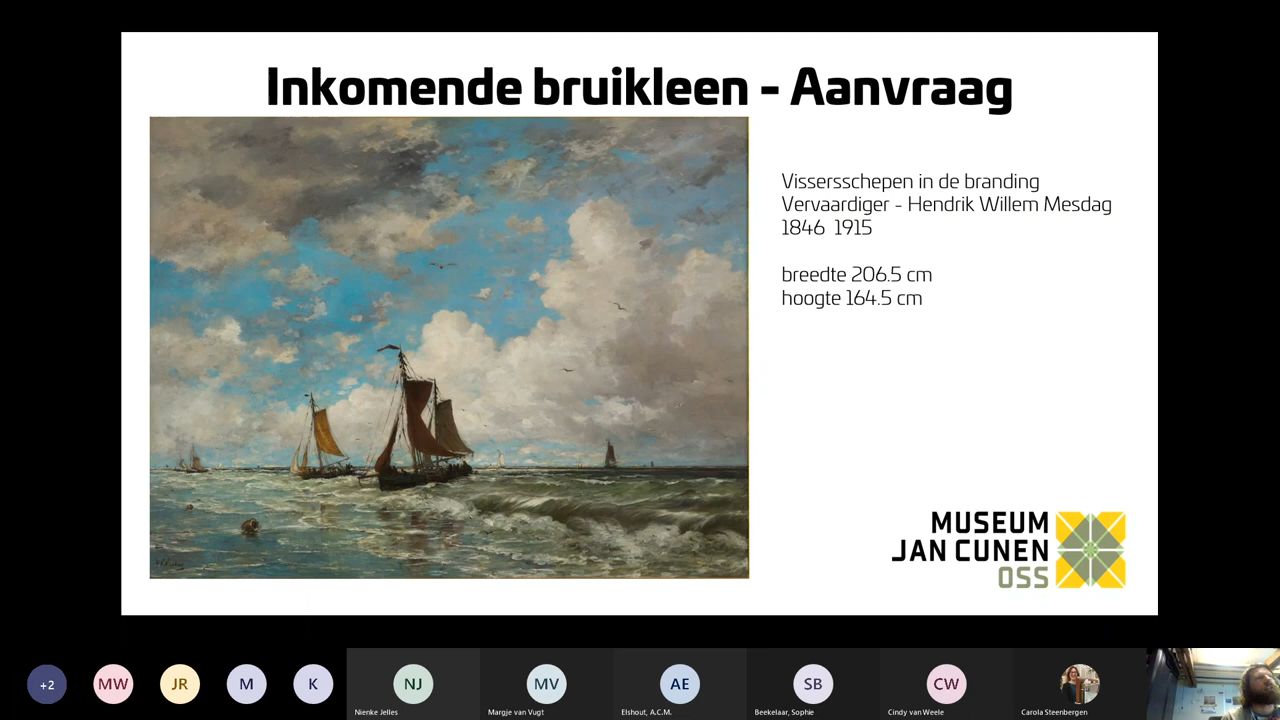 Inkomende bruikleen - Aanvraag
Vissersschepen in de branding
Vervaardiger - Hendrik Willem Mesdag
1846 1915
breedte 206.5 cm
hoogte 164.5 cm
MUSEUM
JAN CUNEN
OSS
+2
MW
JR
M
K
NJ
MV
AE
SB
CW
Nienke Jelles
Margje van Vugt
Elshout, A.C.M.
Beekelaar, Sophie
Cindy van Weele
Carola Steenbergen